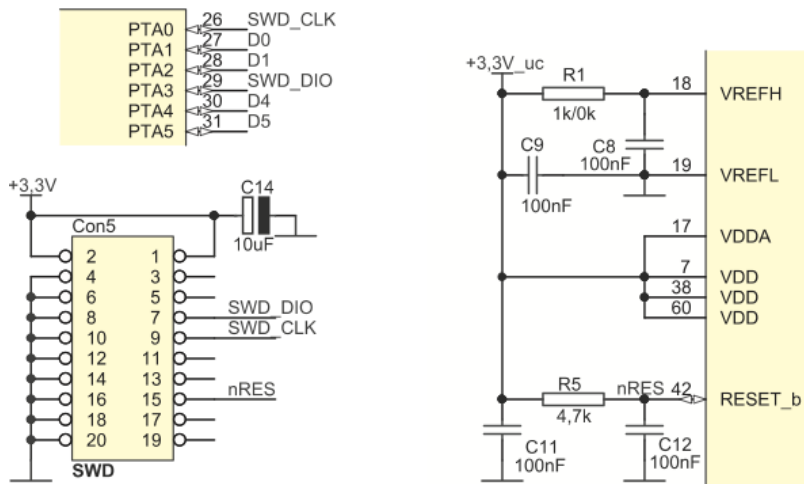 PTA0 26 SWD_CLK
PTA1 27 D0
PTA2 28 D1
PTA3 29 SWD_DIO
PTA4 30 D4
PTA5 31 D5
+3,3V
C14
10uF
Con5
2 1
4 3
6 5
8 7 SWD_DIO
10 9 SWD_CLK
12 11
14 13
16 15 nRES
18 17
20 19
SWD
+3,3V_uc
R1
1k/0k
18 VREFH
C9
100nF
C8
100nF
19 VREFL
17 VDDA
7 VDD
38 VDD
60 VDD
R5
4,7k
nRES 42 RESET_b
C11
100nF
C12
100nF